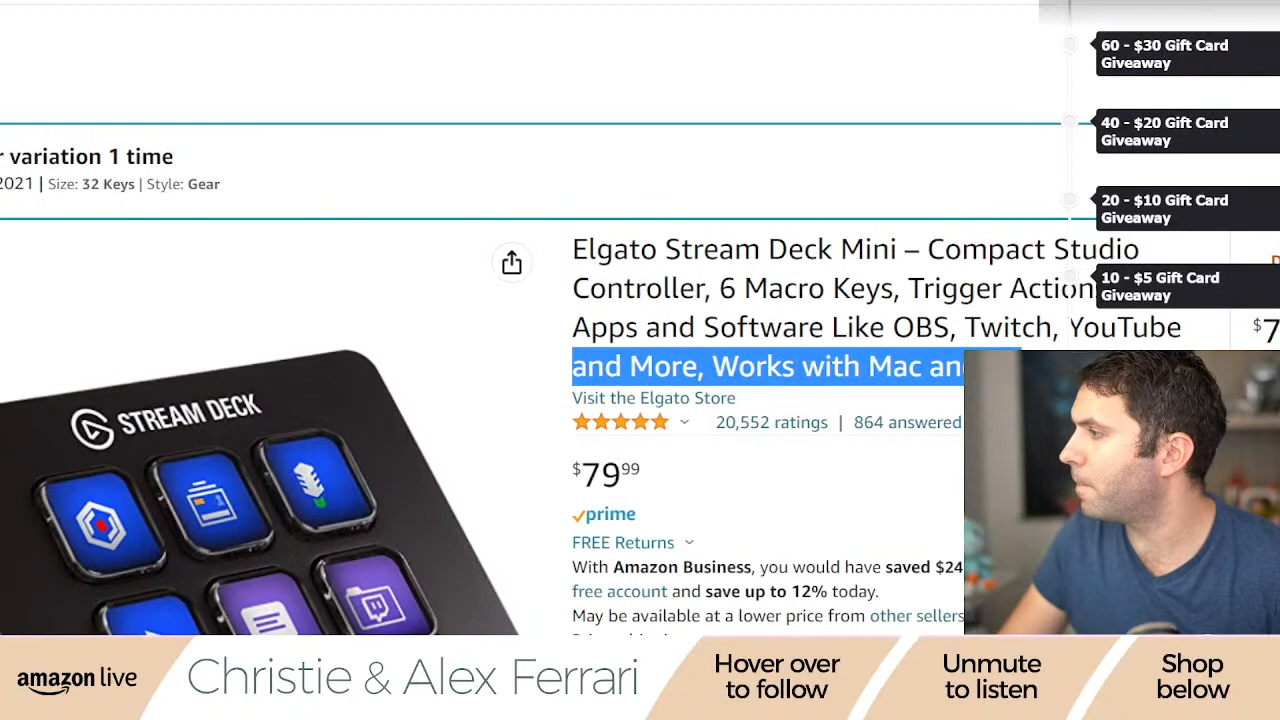 60 - $30 Gift Card
Giveaway
40 - $20 Gift Card
Giveaway
variation 1 time
2021 | Size: 32 Keys | Style: Gear
20 - $10 Gift Card
Giveaway
Elgato Stream Deck Mini – Compact Studio
Controller, 6 Macro Keys, Trigger Action
10 - $5 Gift Card
Giveaway
Apps and Software Like OBS, Twitch, YouTube
$7
and More, Works with Mac an
Visit the Elgato Store
20,552 ratings | 864 answered
STREAM DECK
$7999
prime
FREE Returns
With Amazon Business, you would have saved $24
free account and save up to 12% today.
May be available at a lower price from other sellers
amazon live
Christie & Alex Ferrari
Hover over
to follow
Unmute
to listen
Shop
below